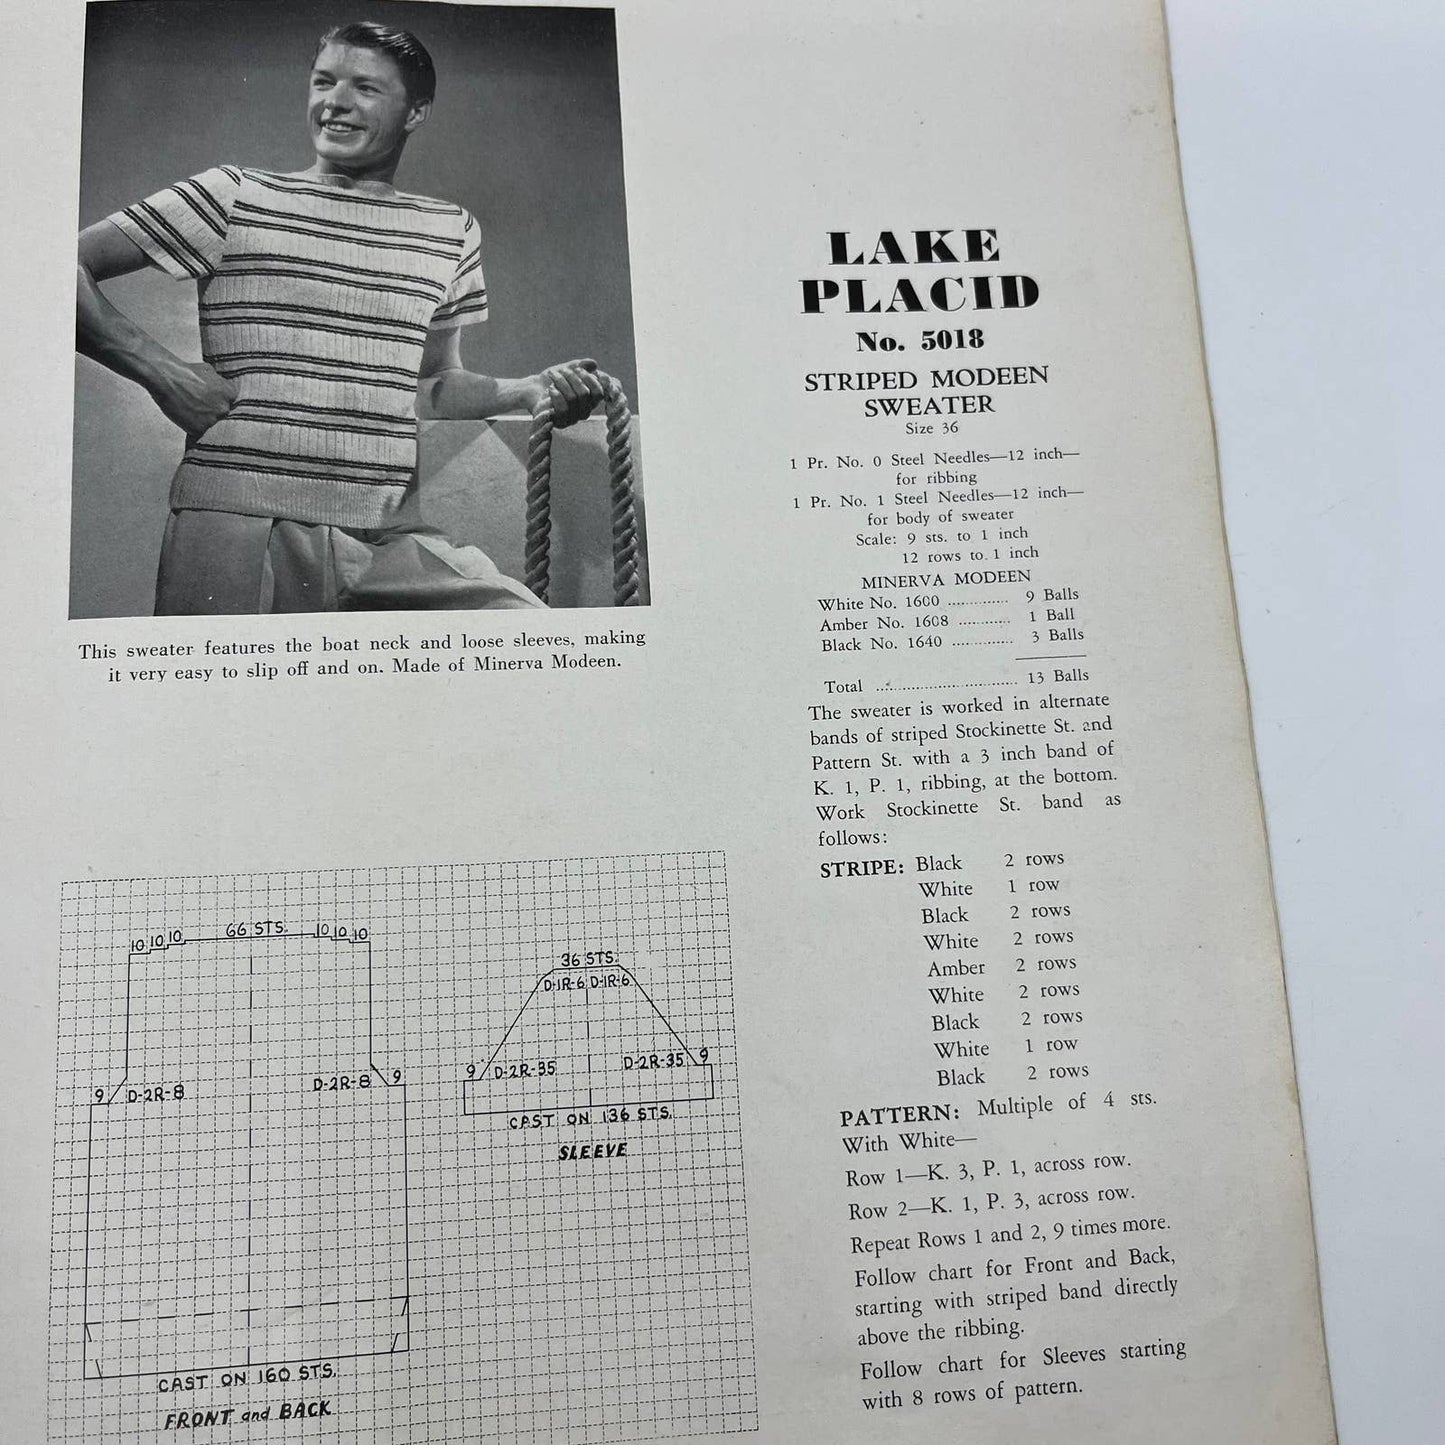 This sweater features the boat neck and loose sleeves, making
it very easy to slip off and on. Made of Minerva Modeen.
10 10 10 66 STS. 10 10 10
9 D-2R-8 D-2R-8 9
CAST ON 160 STS.
FRONT and BACK
36 STS.
D-1R-6 D-1R-6
9 D-2R-35 D-2R-35 9
CAST ON 136 STS.
SLEEVE
LAKE
PLACID
No. 5018
STRIPED MODEEN
SWEATER
Size 36
1 Pr. No. 0 Steel Needles—12 inch—
for ribbing
1 Pr. No. 1 Steel Needles—12 inch—
for body of sweater
Scale: 9 sts. to 1 inch
12 rows to 1 inch
MINERVA MODEEN
White No. 1600 .............. 9 Balls
Amber No. 1608 ............ 1 Ball
Black No. 1640 .............. 3 Balls
Total ................................ 13 Balls
The sweater is worked in alternate
bands of striped Stockinette St. and
Pattern St. with a 3 inch band of
K. 1, P. 1, ribbing, at the bottom.
Work Stockinette St. band as
follows:
STRIPE: Black 2 rows
White 1 row
Black 2 rows
White 2 rows
Amber 2 rows
White 2 rows
Black 2 rows
White 1 row
Black 2 rows
PATTERN: Multiple of 4 sts.
With White—
Row 1—K. 3, P. 1, across row.
Row 2—K. 1, P. 3, across row.
Repeat Rows 1 and 2, 9 times more.
Follow chart for Front and Back,
starting with striped band directly
above the ribbing.
Follow chart for Sleeves starting
with 8 rows of pattern.